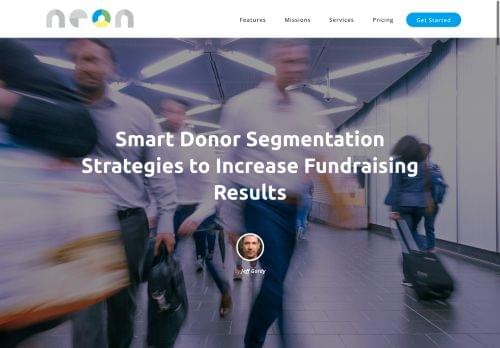 neon
Features
Missions
Services
Pricing
Get Started
Smart Donor Segmentation
Strategies to Increase Fundraising
Results
by Jeff Gordy